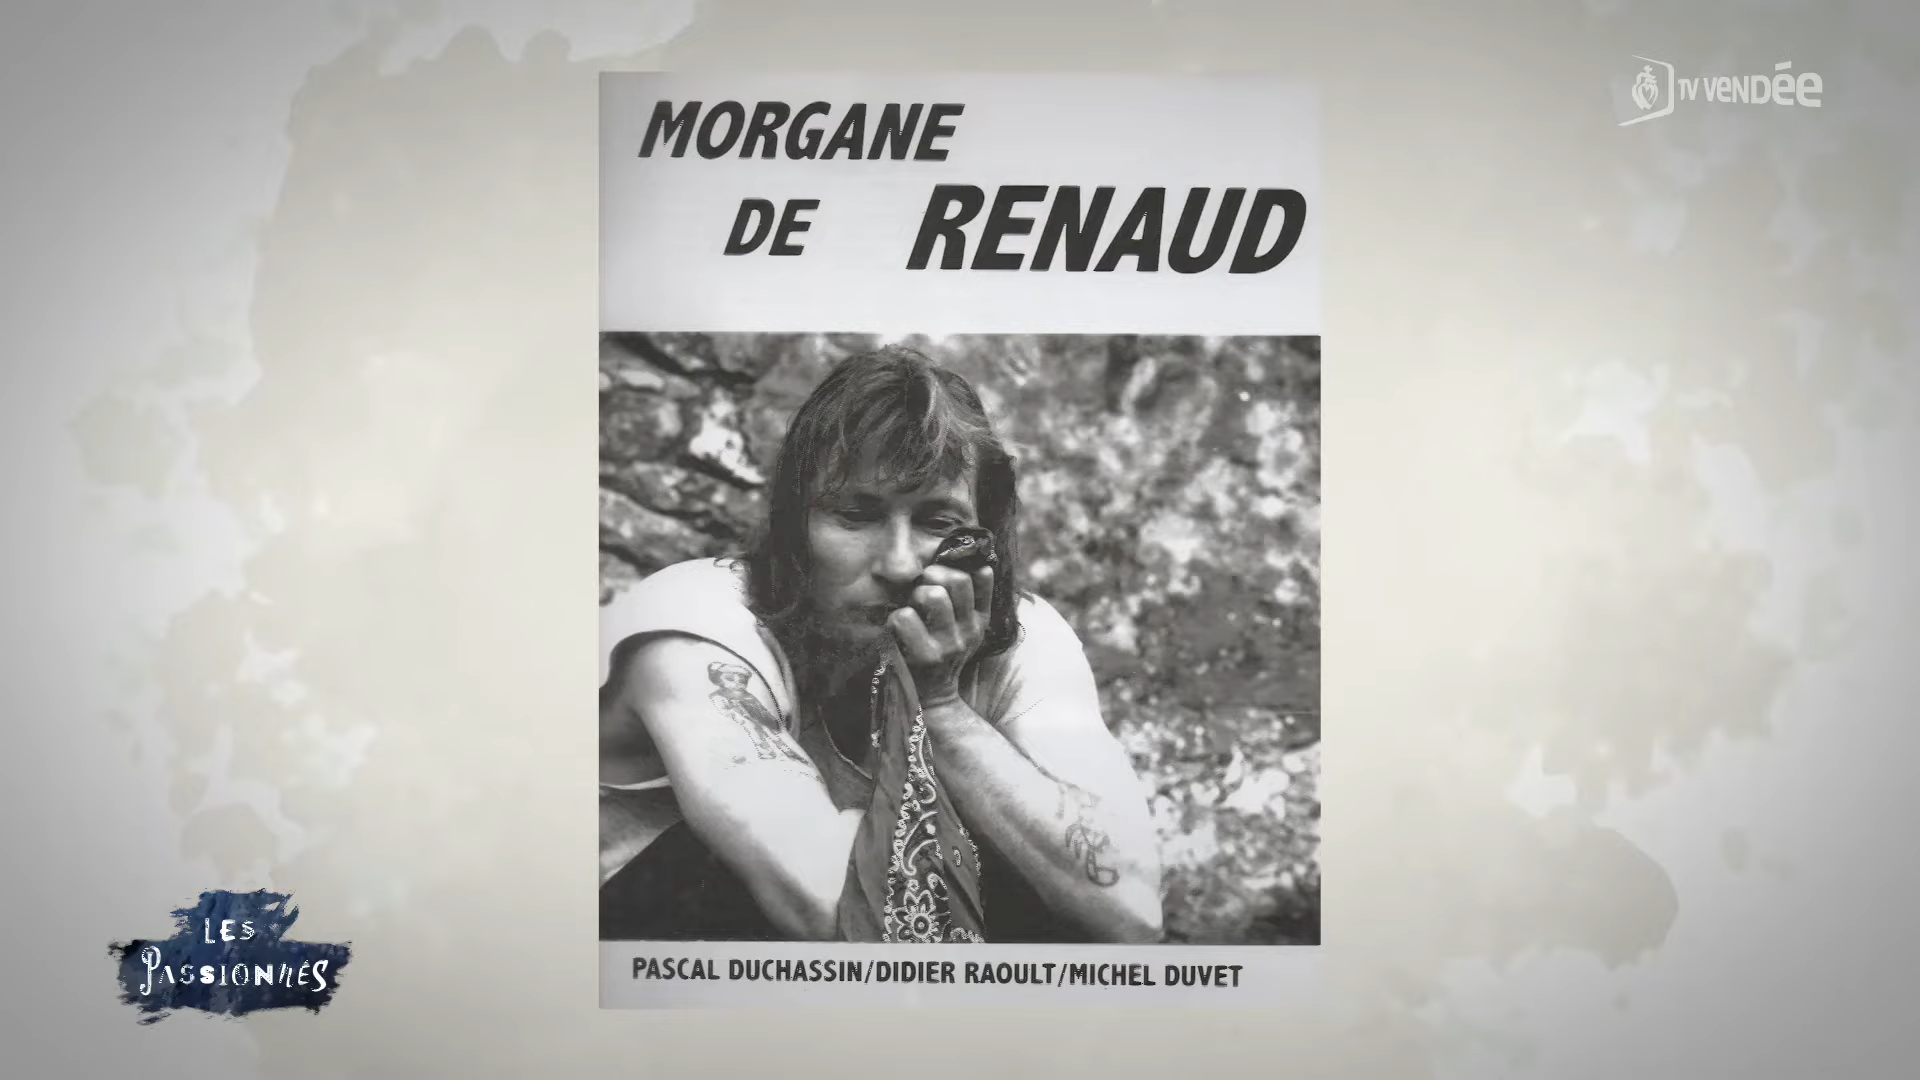 MORGANE
DE RENAUD
TV VENDÉE
PASCAL DUCHASSIN/DIDIER RAOULT/MICHEL DUVET
LES
PASSIONNÉS